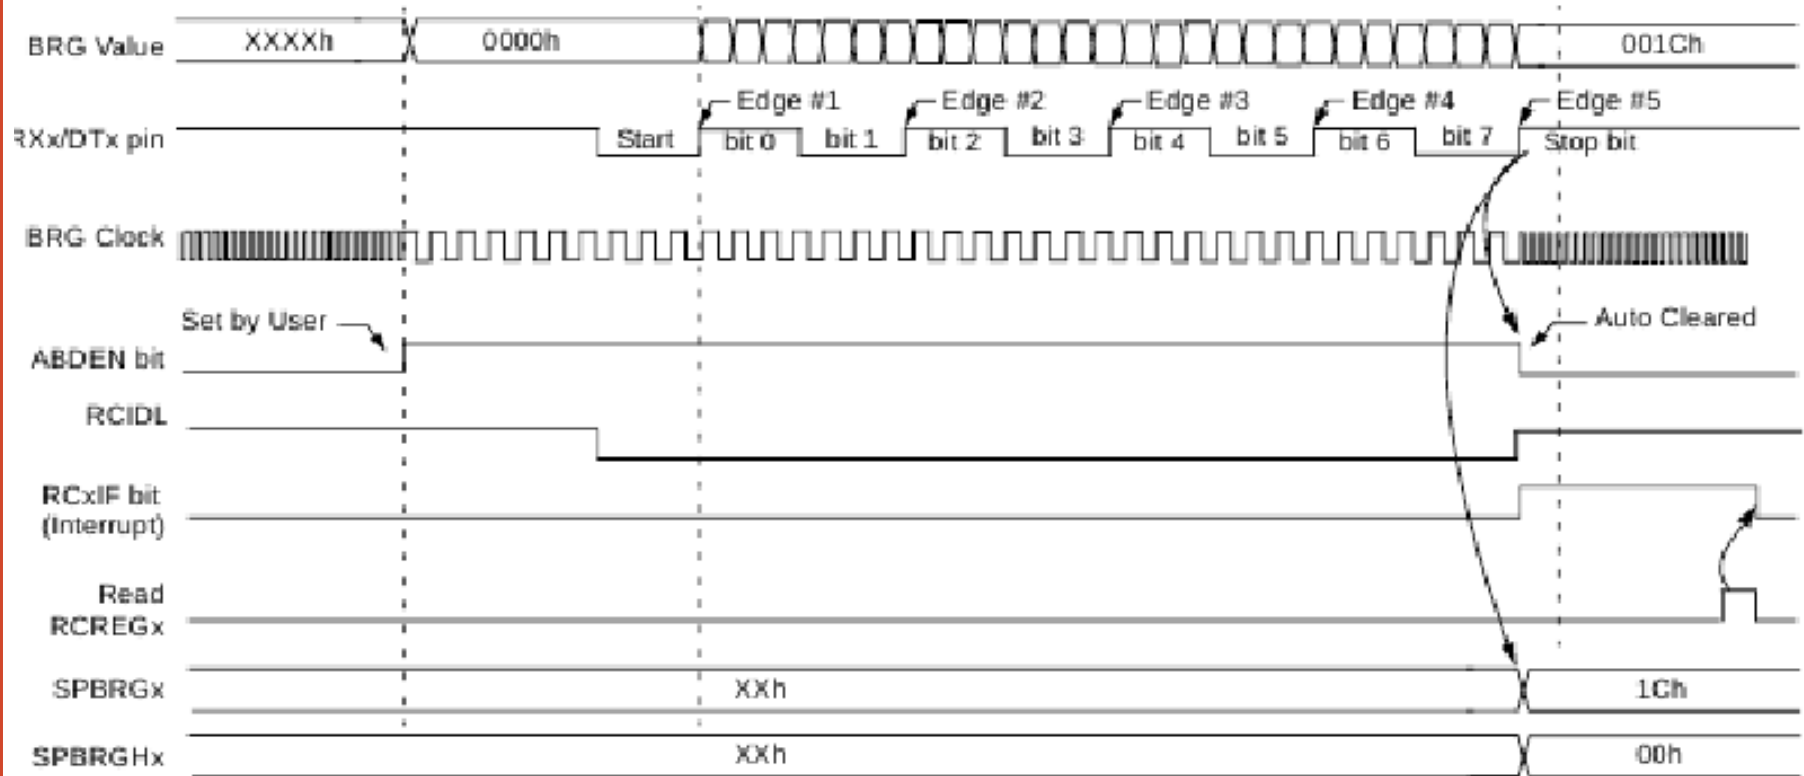 BRG Value XXXXh 0000h 001Ch
Edge #1 Edge #2 Edge #3 Edge #4 Edge #5
RXx/DTx pin Start bit 0 bit 1 bit 2 bit 3 bit 4 bit 5 bit 6 bit 7 Stop bit
BRG Clock
Set by User Auto Cleared
ABDEN bit
RCIDL
RCxIF bit
(Interrupt)
Read
RCREGx
SPBRGx XXh 1Ch
SPBRGHx XXh 00h